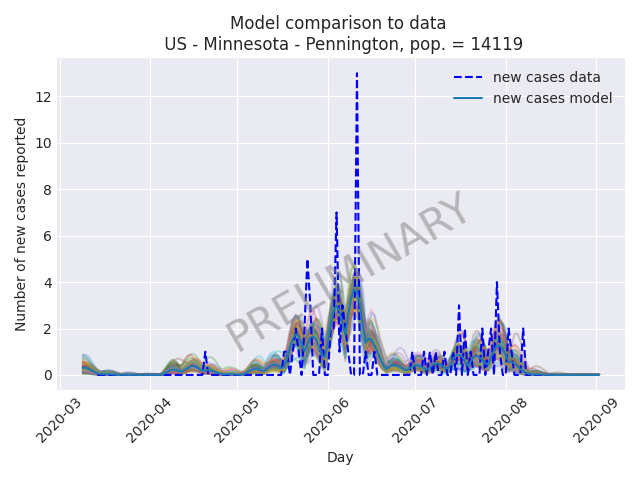 Model comparison to data
US - Minnesota - Pennington, pop. = 14119
new cases data
new cases model
Number of new cases reported
12
10
8
6
4
2
0
PRELIMINARY
2020-03
2020-04
2020-05
2020-06
2020-07
2020-08
2020-09
Day